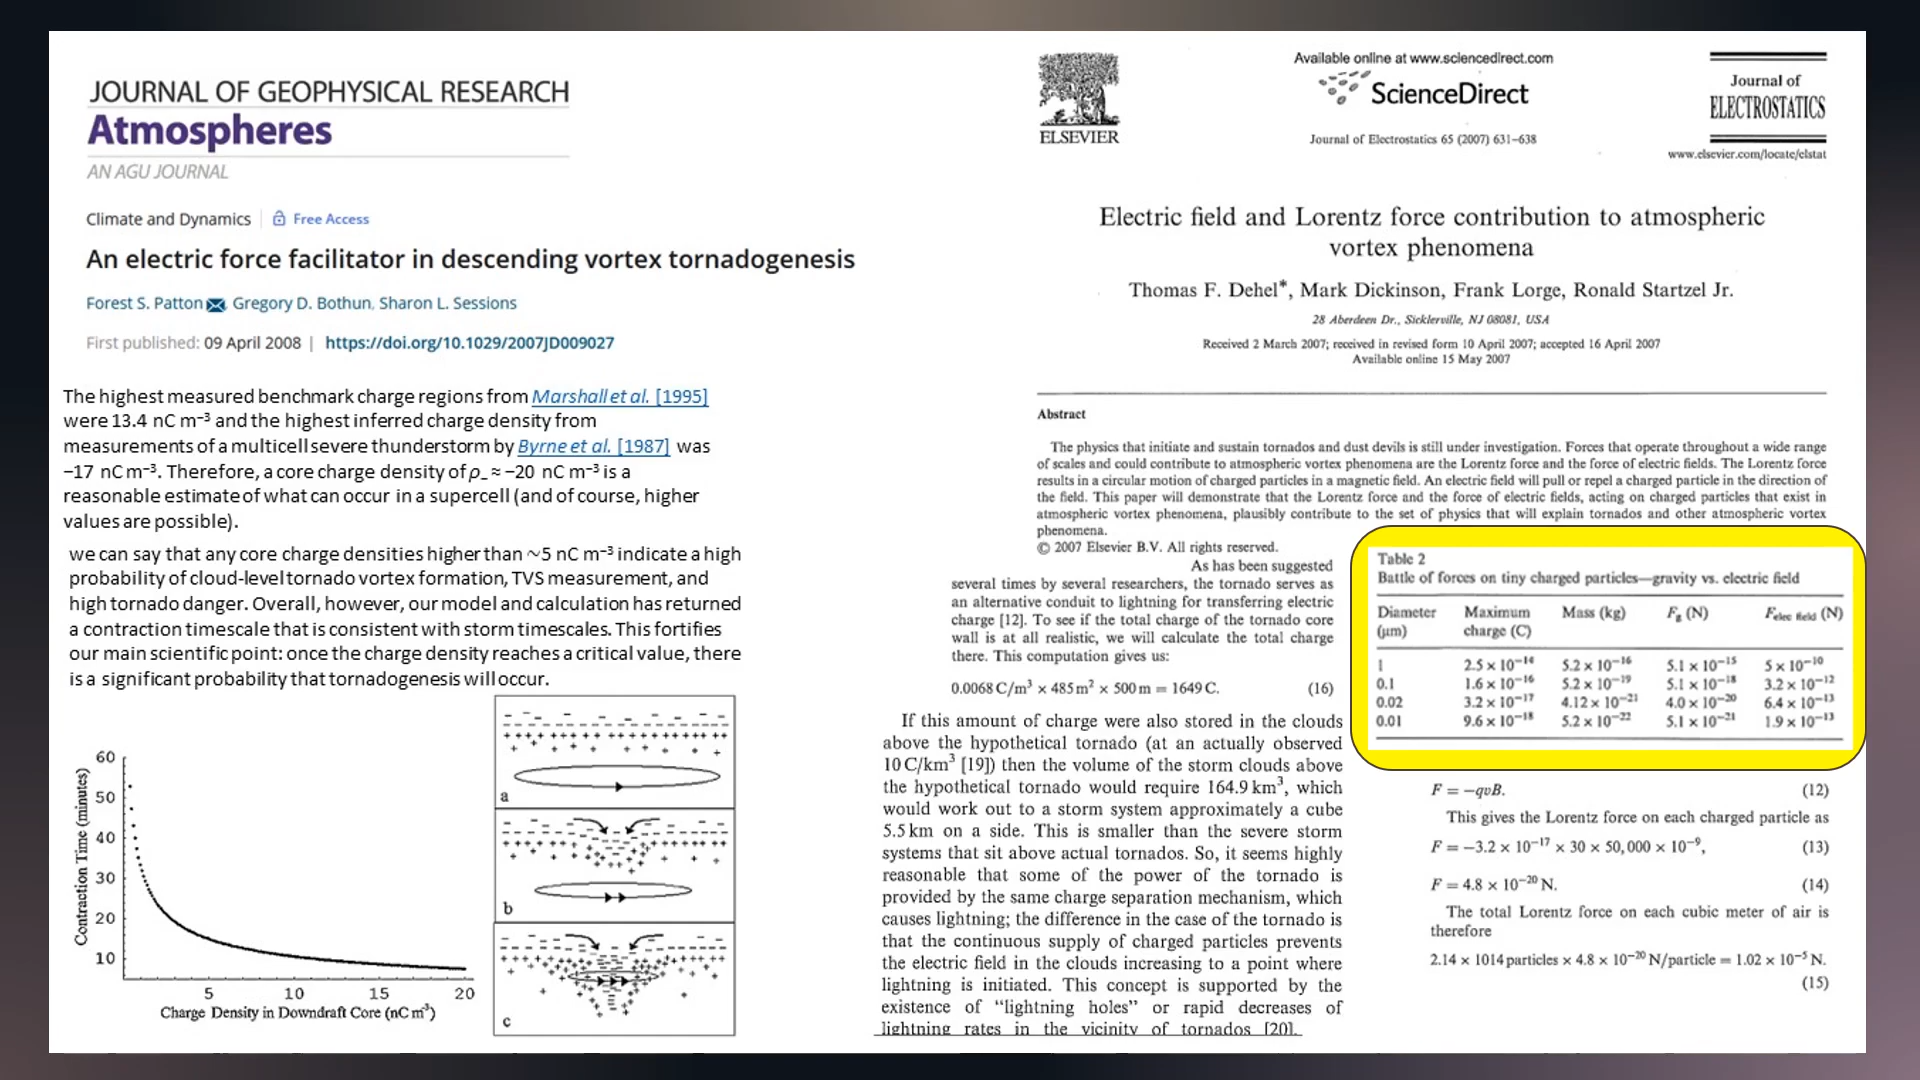 JOURNAL OF GEOPHYSICAL RESEARCH
Atmospheres
AN AGU JOURNAL
Climate and Dynamics | Free Access
An electric force facilitator in descending vortex tornadogenesis
Forest S. Patton, Gregory D. Bothun, Sharon L. Sessions
First published: 09 April 2008 | https://doi.org/10.1029/2007JD009027
The highest measured benchmark charge regions from Marshall et al. [1995]
were 13.4 nC m⁻³ and the highest inferred charge density from
measurements of a multicell severe thunderstorm by Byrne et al. [1987] was
−17 nC m⁻³. Therefore, a core charge density of ρ₋ ≈ −20 nC m⁻³ is a
reasonable estimate of what can occur in a supercell (and of course, higher
values are possible).
we can say that any core charge densities higher than ~5 nC m⁻³ indicate a high
probability of cloud-level tornado vortex formation, TVS measurement, and
high tornado danger. Overall, however, our model and calculation has returned
a contraction timescale that is consistent with storm timescales. This fortifies
our main scientific point: once the charge density reaches a critical value, there
is a significant probability that tornadogenesis will occur.
Contraction Time (minutes)
60
50
40
30
20
10
5 10 15 20
Charge Density in Downdraft Core (nC m³)
a
b
c
ELSEVIER
Available online at www.sciencedirect.com
ScienceDirect
Journal of Electrostatics 65 (2007) 631–638
Journal of
ELECTROSTATICS
www.elsevier.com/locate/elstat
Electric field and Lorentz force contribution to atmospheric
vortex phenomena
Thomas F. Dehel*, Mark Dickinson, Frank Lorge, Ronald Startzel Jr.
28 Aberdeen Dr., Sicklerville, NJ 08081, USA
Received 2 March 2007; received in revised form 10 April 2007; accepted 16 April 2007
Available online 15 May 2007
Abstract
The physics that initiate and sustain tornados and dust devils is still under investigation. Forces that operate throughout a wide range
of scales and could contribute to atmospheric vortex phenomena are the Lorentz force and the force of electric fields. The Lorentz force
results in a circular motion of charged particles in a magnetic field. An electric field will pull or repel a charged particle in the direction of
the field. This paper will demonstrate that the Lorentz force and the force of electric fields, acting on charged particles that exist in
atmospheric vortex phenomena, plausibly contribute to the set of physics that will explain tornados and other atmospheric vortex
phenomena.
© 2007 Elsevier B.V. All rights reserved.
As has been suggested
several times by several researchers, the tornado serves as
an alternative conduit to lightning for transferring electric
charge [12]. To see if the total charge of the tornado core
wall is at all realistic, we will calculate the total charge
there. This computation gives us:
0.0068 C/m³ × 485 m² × 500 m = 1649 C. (16)
If this amount of charge were also stored in the clouds
above the hypothetical tornado (at an actually observed
10 C/km³ [19]) then the volume of the storm clouds above
the hypothetical tornado would require 164.9 km³, which
would work out to a storm system approximately a cube
5.5 km on a side. This is smaller than the severe storm
systems that sit above actual tornados. So, it seems highly
reasonable that some of the power of the tornado is
provided by the same charge separation mechanism, which
causes lightning; the difference in the case of the tornado is
that the continuous supply of charged particles prevents
the electric field in the clouds increasing to a point where
lightning is initiated. This concept is supported by the
existence of “lightning holes” or rapid decreases of
lightning rates in the vicinity of tornados [20].
Table 2
Battle of forces on tiny charged particles—gravity vs. electric field
Diameter (μm) Maximum charge (C) Mass (kg) Fg (N) Felec field (N)
1 2.5 × 10⁻¹⁴ 5.2 × 10⁻¹⁶ 5.1 × 10⁻¹⁵ 5 × 10⁻¹⁰
0.1 1.6 × 10⁻¹⁶ 5.2 × 10⁻¹⁹ 5.1 × 10⁻¹⁸ 3.2 × 10⁻¹²
0.02 3.2 × 10⁻¹⁷ 4.12 × 10⁻²¹ 4.0 × 10⁻²⁰ 6.4 × 10⁻¹³
0.01 9.6 × 10⁻¹⁸ 5.2 × 10⁻²² 5.1 × 10⁻²¹ 1.9 × 10⁻¹³
F = −qvB. (12)
This gives the Lorentz force on each charged particle as
F = −3.2 × 10⁻¹⁷ × 30 × 50,000 × 10⁻⁹, (13)
F = 4.8 × 10⁻²⁰ N. (14)
The total Lorentz force on each cubic meter of air is
therefore
2.14 × 1014 particles × 4.8 × 10⁻²⁰ N/particle = 1.02 × 10⁻⁵ N.
(15)